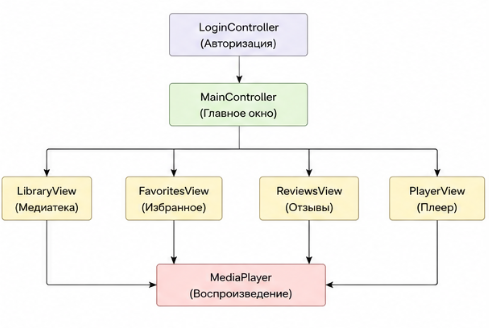 LoginController
(Авторизация)
MainController
(Главное окно)
LibraryView
(Медиатека)
FavoritesView
(Избранное)
ReviewsView
(Отзывы)
PlayerView
(Плеер)
MediaPlayer
(Воспроизведение)